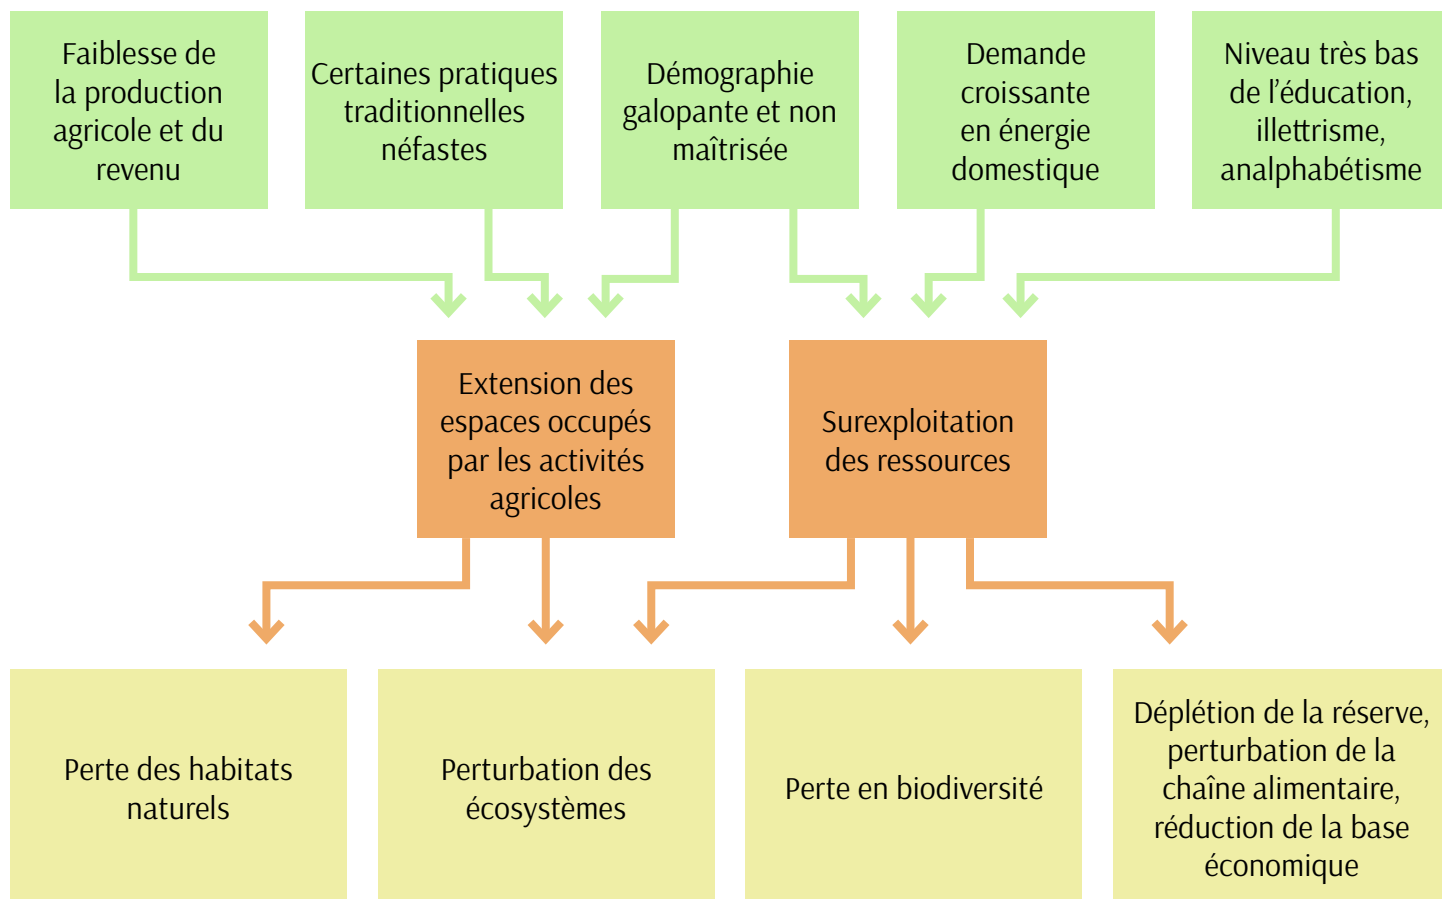 Faiblesse de
la production
agricole et du
revenu
Certaines pratiques
traditionnelles
néfastes
Démographie
galopante et non
maîtrisée
Demande
croissante
en énergie
domestique
Niveau très bas
de l’éducation,
illettrisme,
analphabétisme
Extension des
espaces occupés
par les activités
agricoles
Surexploitation
des ressources
Perte des habitats
naturels
Perturbation des
écosystèmes
Perte en biodiversité
Déplétion de la réserve,
perturbation de la
chaîne alimentaire,
réduction de la base
économique